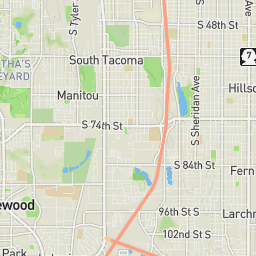 S 48th St
S Tyler
South Tacoma
7
THA'S
EYARD
Manitou
S Sheridan Ave
Hillsd
S 74th St
S 84th St
Fern
ewood
96th St S
Larchm
102nd St S
Park